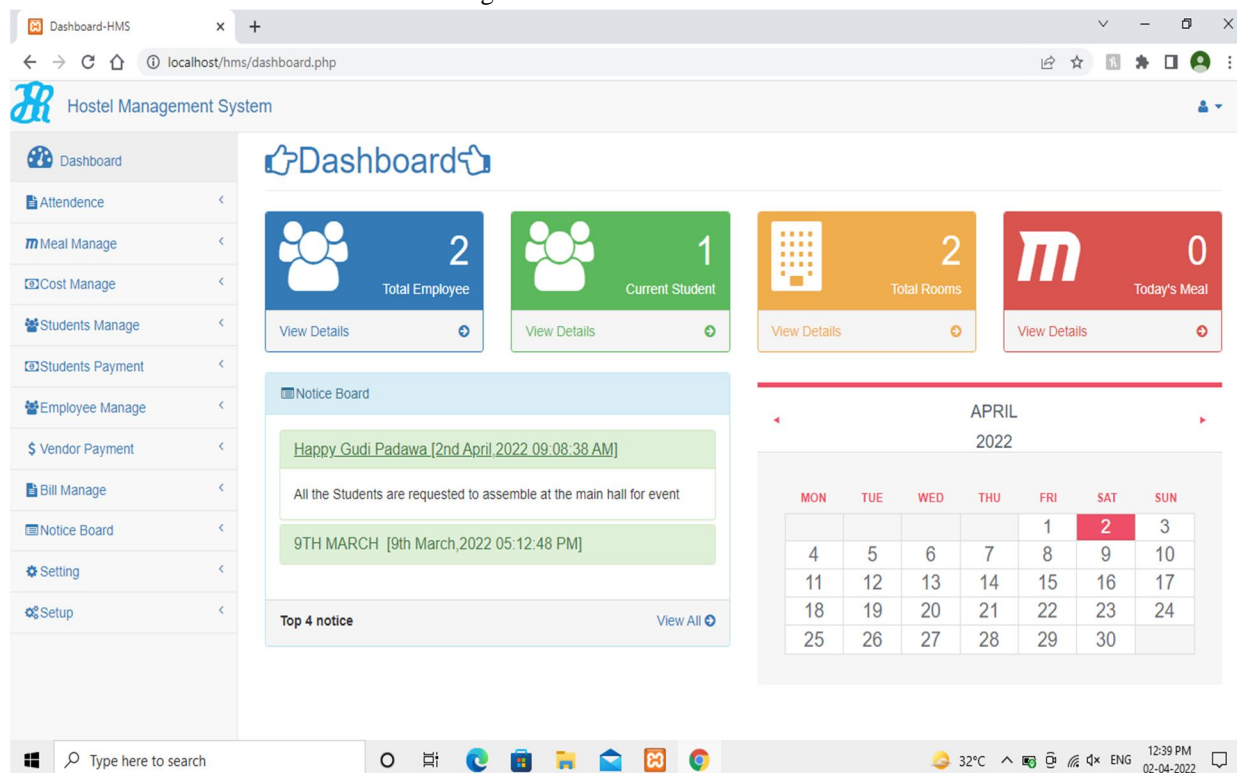 Dashboard-HMS
localhost/hms/dashboard.php
Hostel Management System
Dashboard
Attendence
Meal Manage
Cost Manage
Students Manage
Students Payment
Employee Manage
$ Vendor Payment
Bill Manage
Notice Board
Setting
Setup
Dashboard
2
Total Employee
View Details
1
Current Student
View Details
2
Total Rooms
View Details
m
0
Today's Meal
View Details
Notice Board
Happy Gudi Padawa [2nd April,2022 09:08:38 AM]
All the Students are requested to assemble at the main hall for event
9TH MARCH [9th March,2022 05:12:48 PM]
Top 4 notice View All
APRIL
2022
MON TUE WED THU FRI SAT SUN
1 2 3
4 5 6 7 8 9 10
11 12 13 14 15 16 17
18 19 20 21 22 23 24
25 26 27 28 29 30
Type here to search
32°C ENG 12:39 PM
02-04-2022